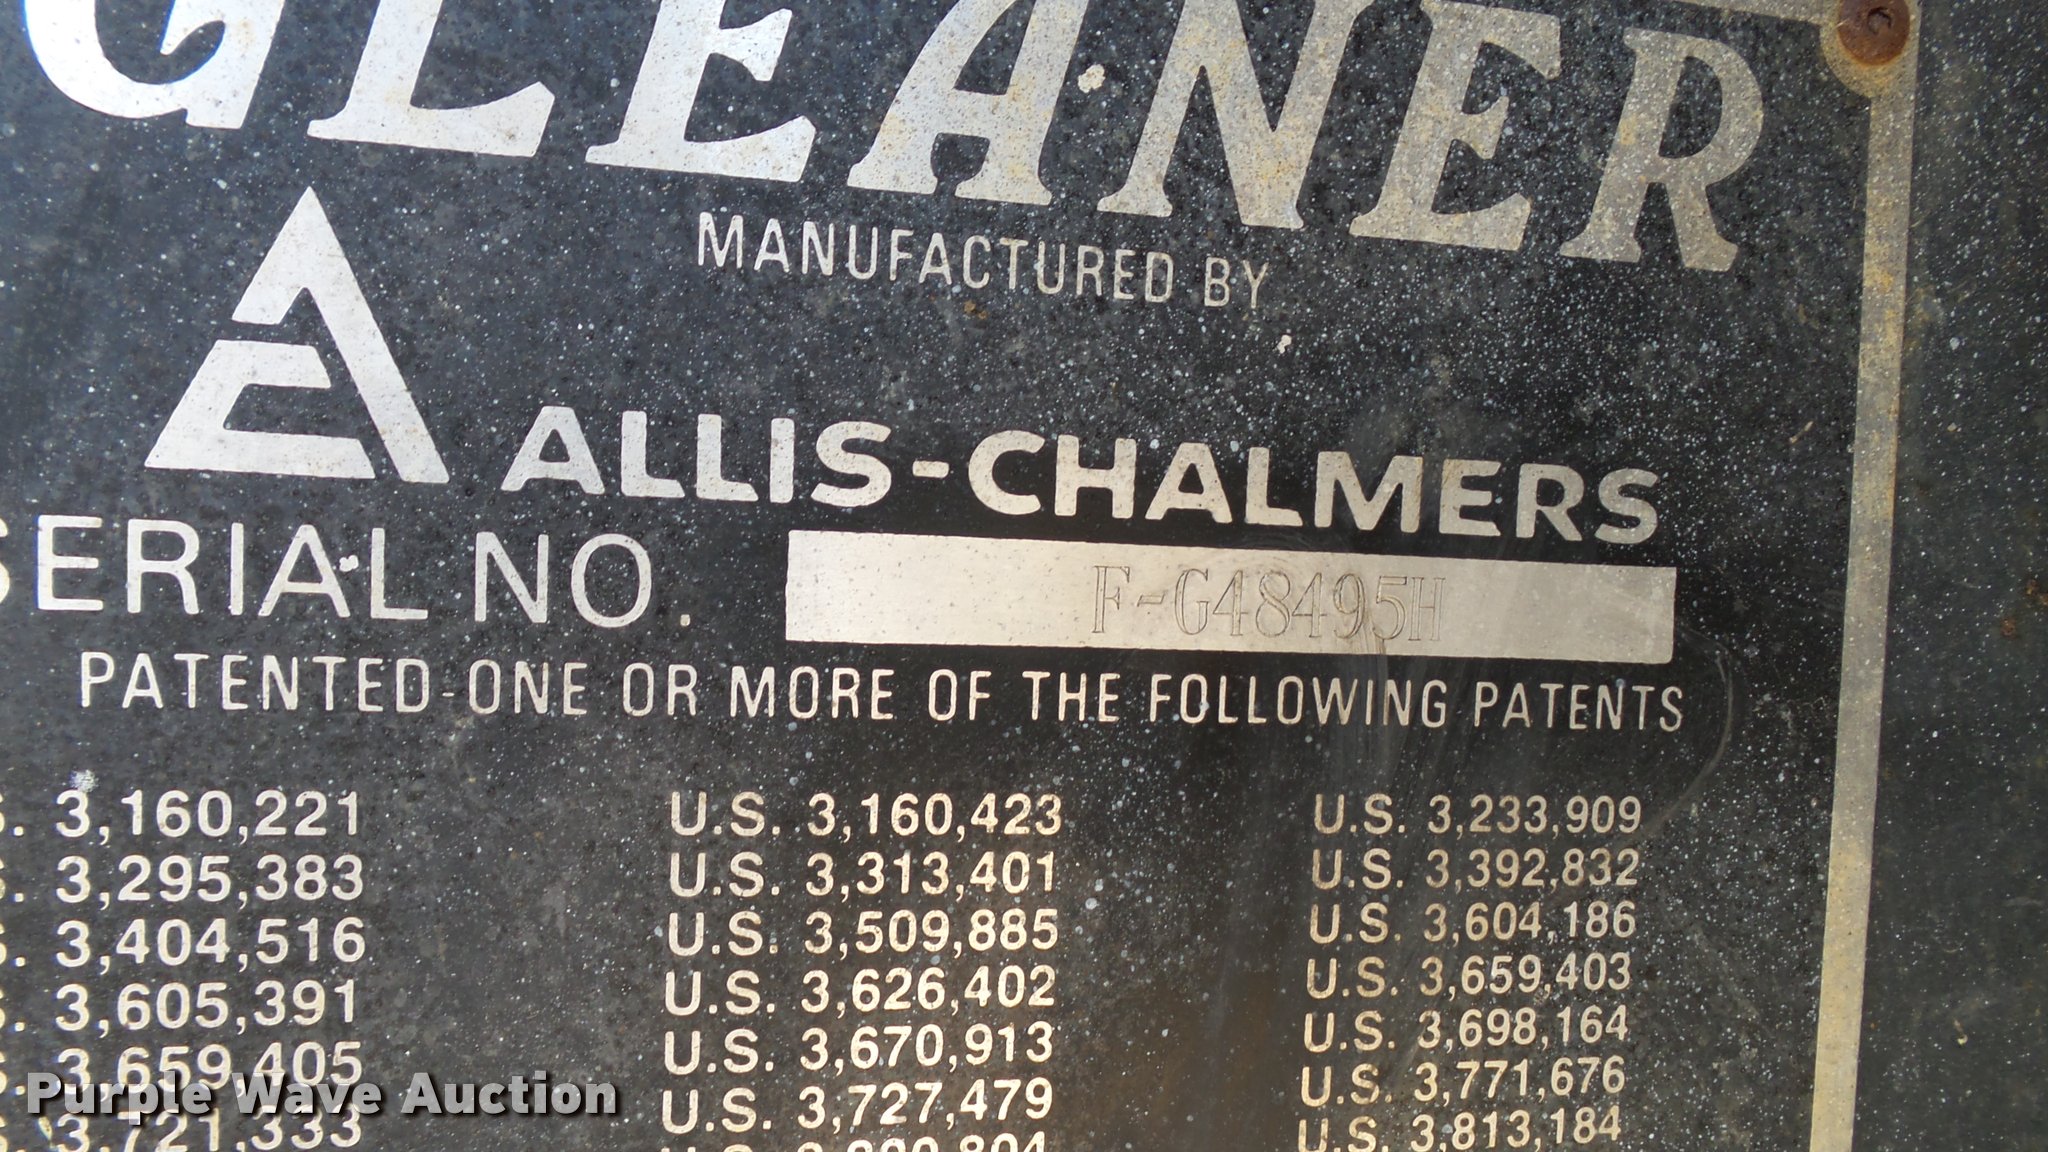 GLEANER
MANUFACTURED BY
ALLIS-CHALMERS
SERIAL NO. F-G48495H
PATENTED-ONE OR MORE OF THE FOLLOWING PATENTS
3,160,221 U.S. 3,160,423 U.S. 3,233,909
3,295,383 U.S. 3,313,401 U.S. 3,392,832
3,404,516 U.S. 3,509,885 U.S. 3,604,186
3,605,391 U.S. 3,626,402 U.S. 3,659,403
3,659,405 U.S. 3,670,913 U.S. 3,698,164
3,721,333 U.S. 3,727,479 U.S. 3,771,676
U.S. 3,813,184
Purple Wave Auction